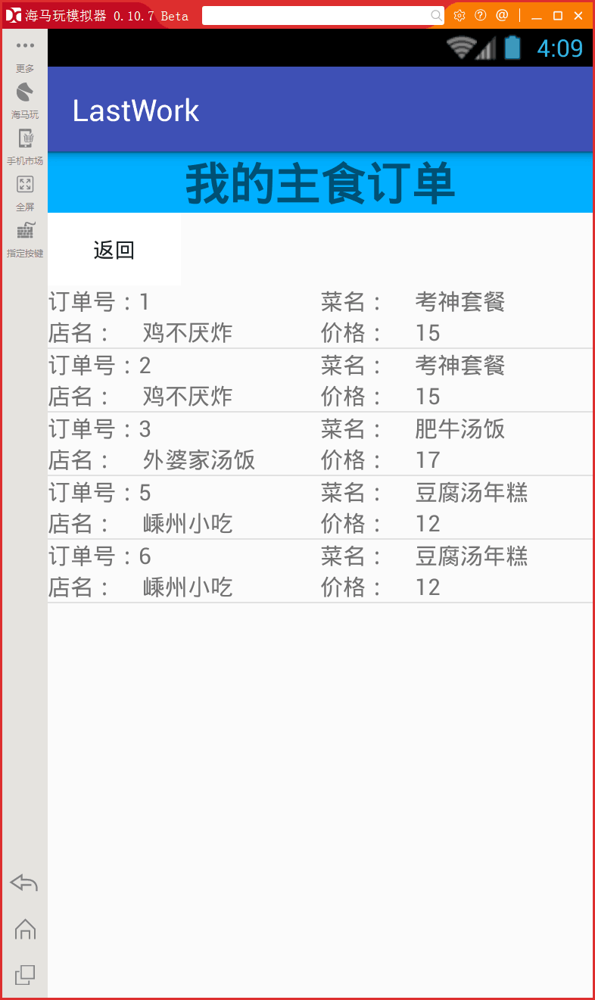 海马玩模拟器 0.10.7 Beta
4:09
更多
海马玩
手机市场
全屏
指定按键
LastWork
我的主食订单
返回
订单号：1 菜名： 考神套餐
店名： 鸡不厌炸 价格： 15
订单号：2 菜名： 考神套餐
店名： 鸡不厌炸 价格： 15
订单号：3 菜名： 肥牛汤饭
店名： 外婆家汤饭 价格： 17
订单号：5 菜名： 豆腐汤年糕
店名： 嵊州小吃 价格： 12
订单号：6 菜名： 豆腐汤年糕
店名： 嵊州小吃 价格： 12